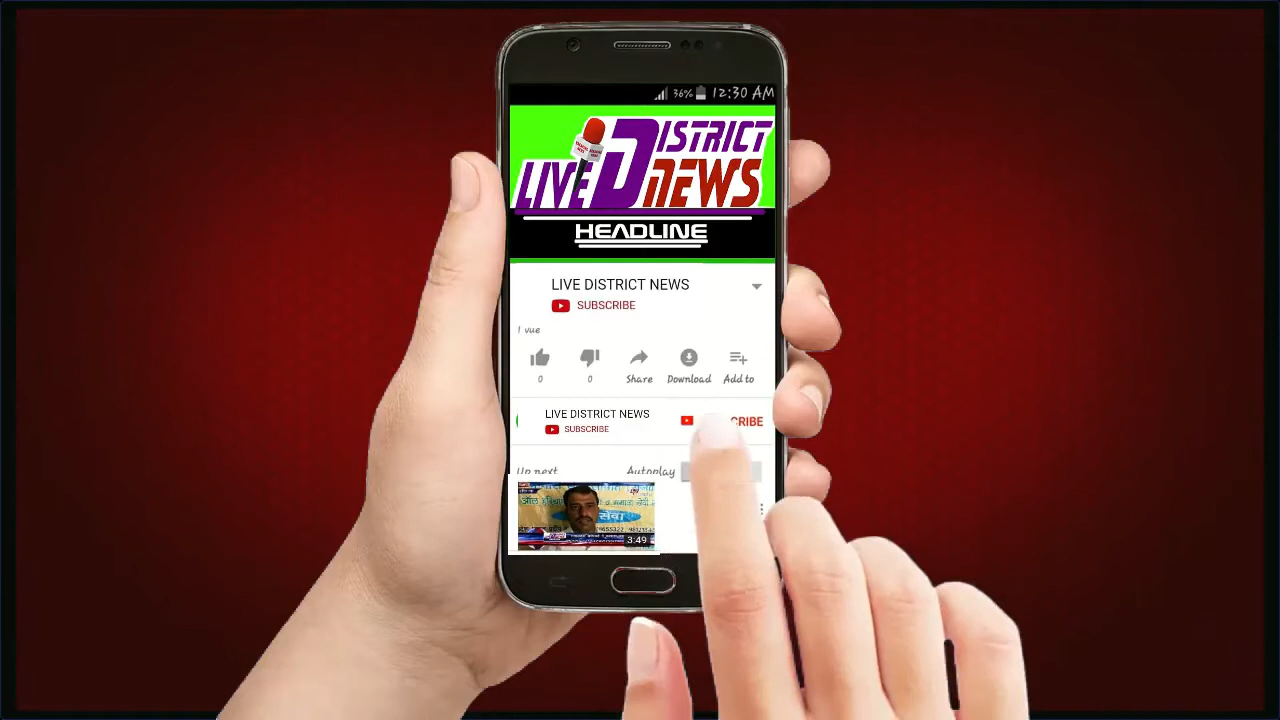 36% 12:30 AM
LIVE DISTRICT NEWS
HEADLINE
LIVE DISTRICT NEWS
SUBSCRIBE
1 vue
0 0 Share Download Add to
LIVE DISTRICT NEWS
SUBSCRIBE
CRIBE
Up next Autoplay
सेवा
3:49